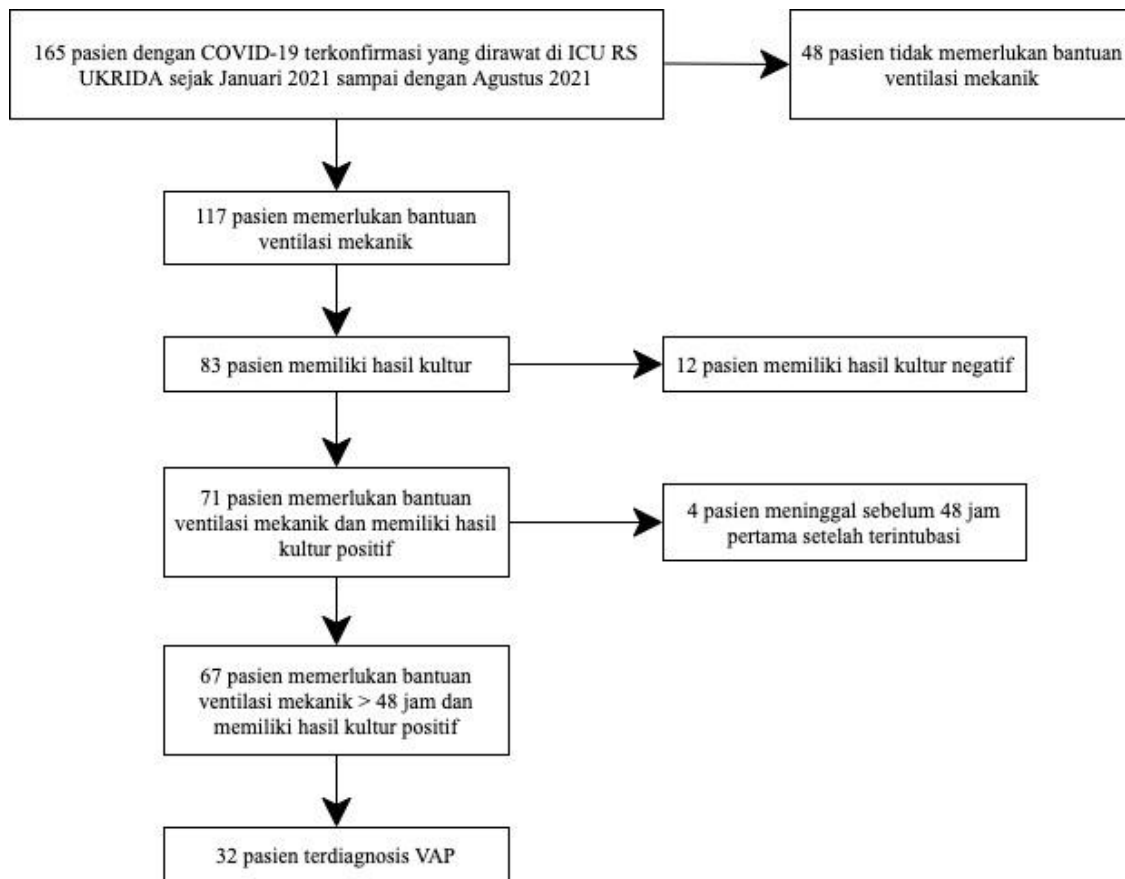 165 pasien dengan COVID-19 terkonfirmasi yang dirawat di ICU RS
UKRIDA sejak Januari 2021 sampai dengan Agustus 2021
48 pasien tidak memerlukan bantuan
ventilasi mekanik
117 pasien memerlukan bantuan
ventilasi mekanik
83 pasien memiliki hasil kultur
12 pasien memiliki hasil kultur negatif
71 pasien memerlukan bantuan
ventilasi mekanik dan memiliki hasil
kultur positif
4 pasien meninggal sebelum 48 jam
pertama setelah terintubasi
67 pasien memerlukan bantuan
ventilasi mekanik > 48 jam dan
memiliki hasil kultur positif
32 pasien terdiagnosis VAP